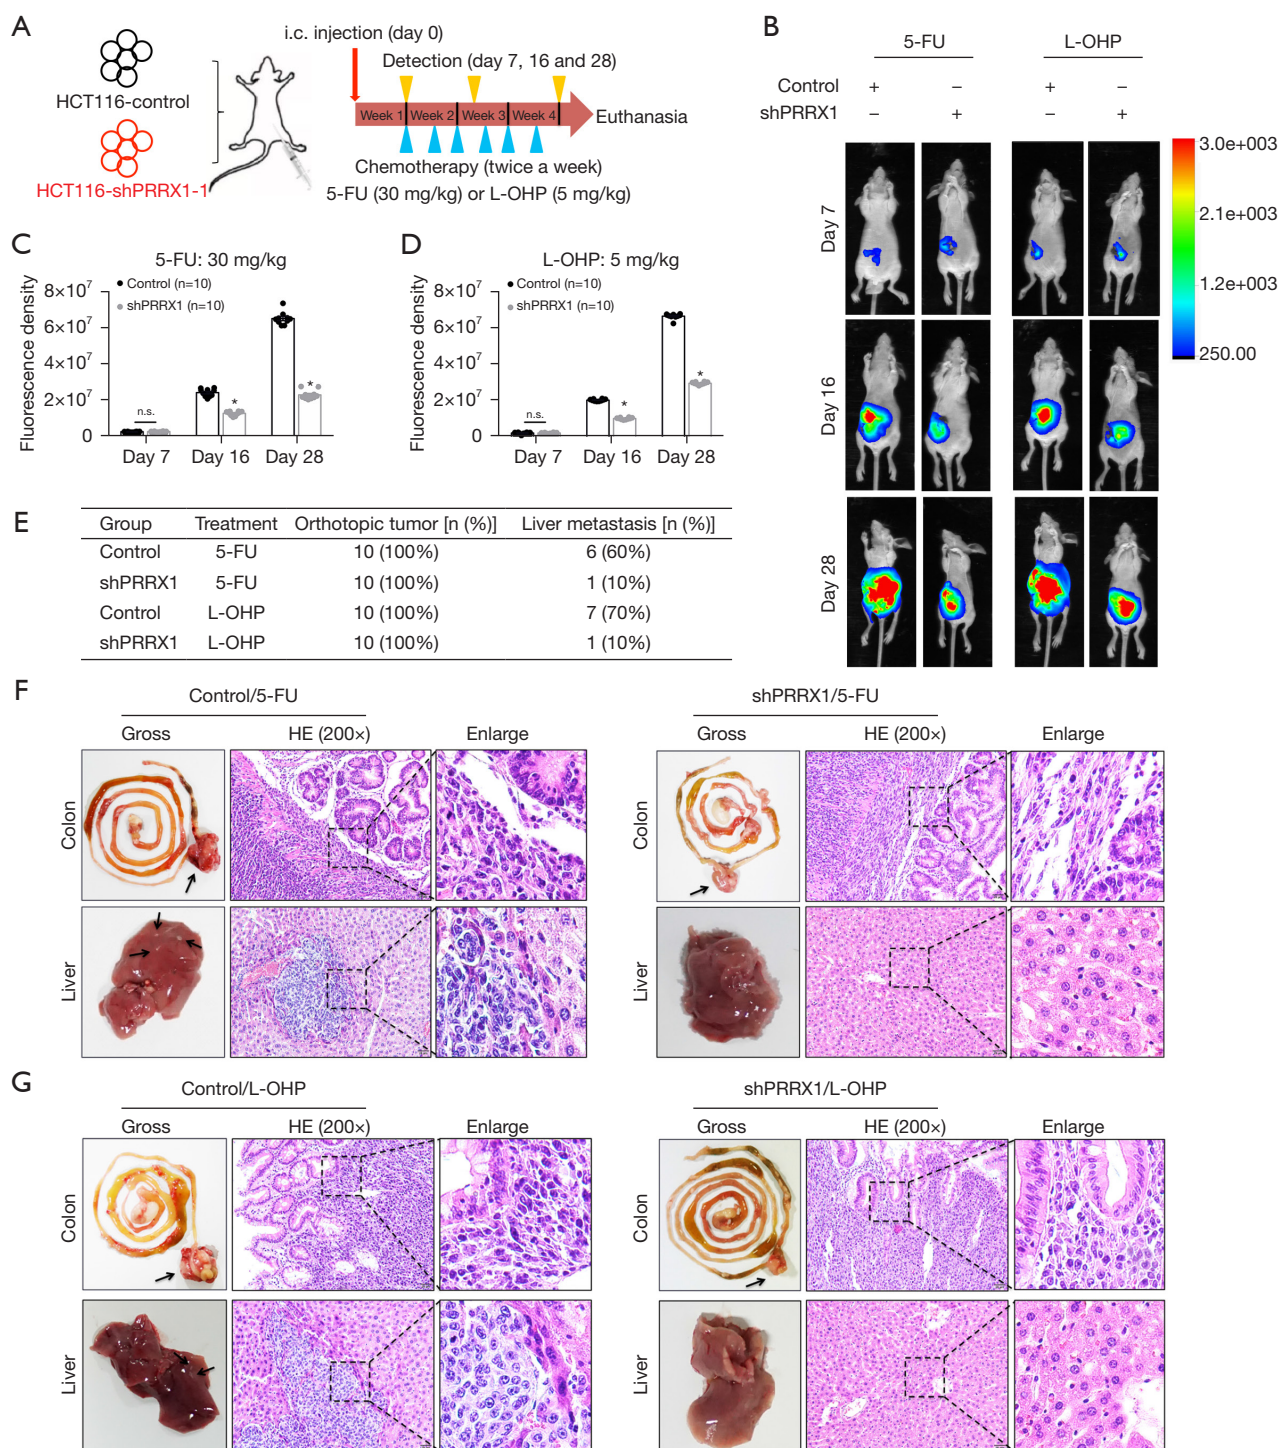 A
i.c. injection (day 0)
Detection (day 7, 16 and 28)
HCT116-control
Week 1 Week 2 Week 3 Week 4
Euthanasia
Chemotherapy (twice a week)
HCT116-shPRRX1-1
5-FU (30 mg/kg) or L-OHP (5 mg/kg)
B
5-FU L-OHP
Control + − + −
shPRRX1 − + − +
Day 7
Day 16
Day 28
3.0e+003
2.1e+003
1.2e+003
250.00
C
5-FU: 30 mg/kg
Control (n=10)
shPRRX1 (n=10)
Fluorescence density
8×10⁷
6×10⁷
4×10⁷
2×10⁷
0
n.s.
*
*
Day 7 Day 16 Day 28
D
L-OHP: 5 mg/kg
Control (n=10)
shPRRX1 (n=10)
Fluorescence density
8×10⁷
6×10⁷
4×10⁷
2×10⁷
0
n.s.
*
*
Day 7 Day 16 Day 28
E
Group Treatment Orthotopic tumor [n (%)] Liver metastasis [n (%)]
Control 5-FU 10 (100%) 6 (60%)
shPRRX1 5-FU 10 (100%) 1 (10%)
Control L-OHP 10 (100%) 7 (70%)
shPRRX1 L-OHP 10 (100%) 1 (10%)
F
Control/5-FU
Gross HE (200×) Enlarge
Colon
Liver
shPRRX1/5-FU
Gross HE (200×) Enlarge
Colon
Liver
G
Control/L-OHP
Gross HE (200×) Enlarge
Colon
Liver
shPRRX1/L-OHP
Gross HE (200×) Enlarge
Colon
Liver